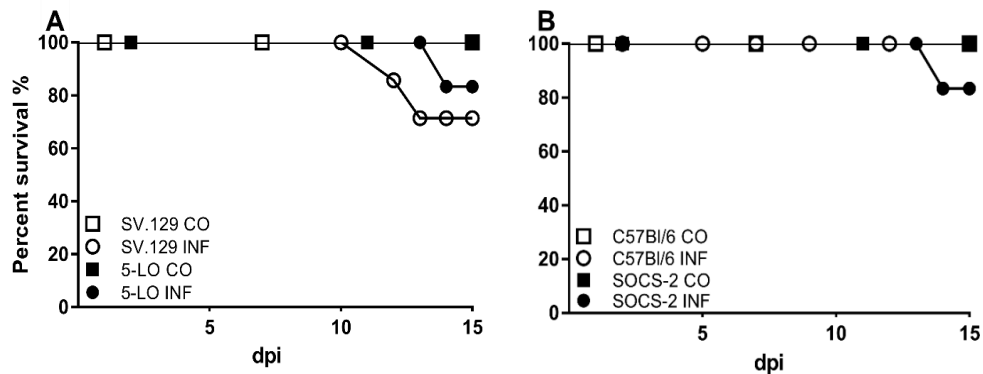 A
Percent survival %
100
80
60
40
20
0
SV.129 CO
SV.129 INF
5-LO CO
5-LO INF
5
10
15
dpi
B
100
80
60
40
20
0
C57Bl/6 CO
C57Bl/6 INF
SOCS-2 CO
SOCS-2 INF
5
10
15
dpi